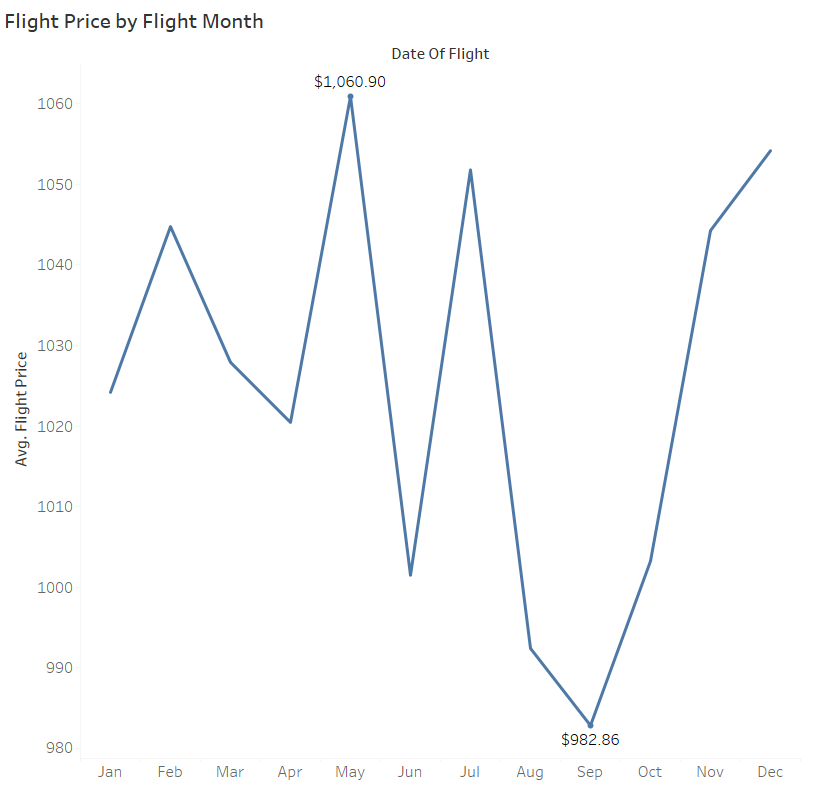 Flight Price by Flight Month
Date Of Flight
$1,060.90
1060
1050
1040
1030
1020
1010
1000
990
980
Avg. Flight Price
$982.86
Jan Feb Mar Apr May Jun Jul Aug Sep Oct Nov Dec